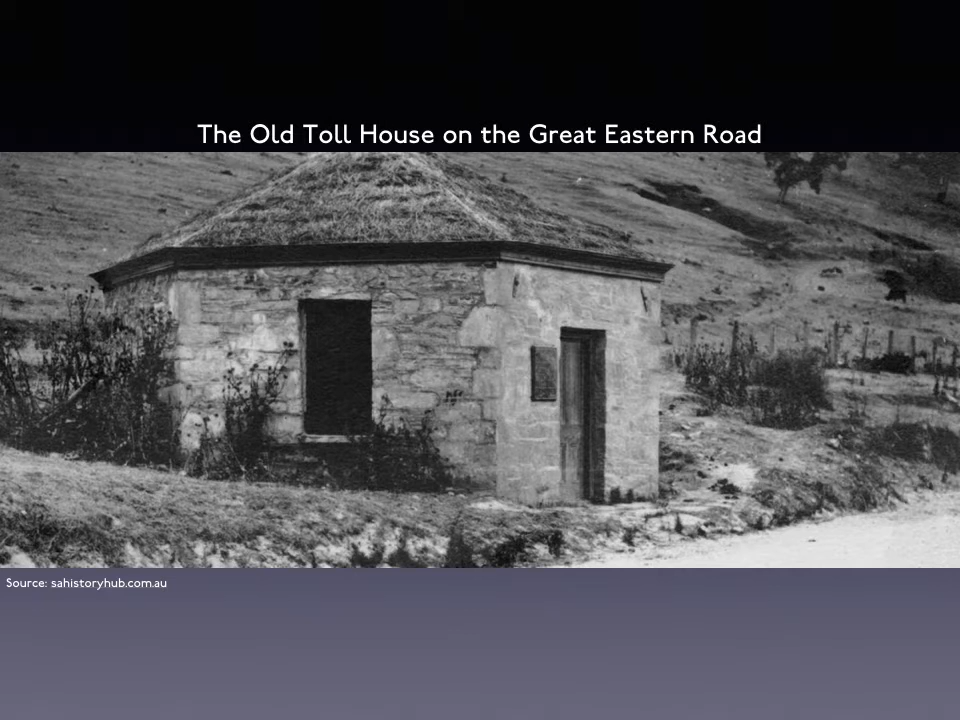 The Old Toll House on the Great Eastern Road
Source: sahistoryhub.com.au